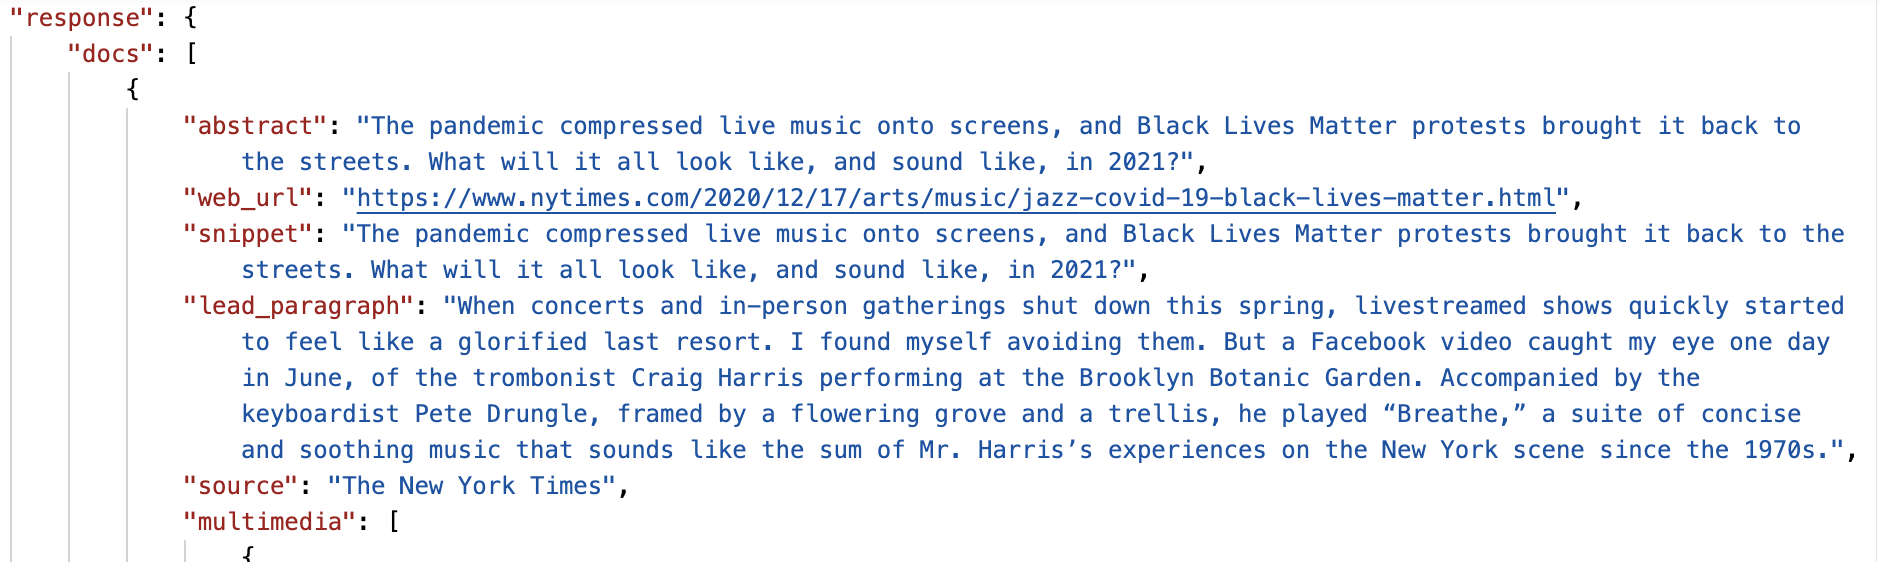 "response": {
"docs": [
{
"abstract": "The pandemic compressed live music onto screens, and Black Lives Matter protests brought it back to
the streets. What will it all look like, and sound like, in 2021?",
"web_url": "https://www.nytimes.com/2020/12/17/arts/music/jazz-covid-19-black-lives-matter.html",
"snippet": "The pandemic compressed live music onto screens, and Black Lives Matter protests brought it back to the
streets. What will it all look like, and sound like, in 2021?",
"lead_paragraph": "When concerts and in-person gatherings shut down this spring, livestreamed shows quickly started
to feel like a glorified last resort. I found myself avoiding them. But a Facebook video caught my eye one day
in June, of the trombonist Craig Harris performing at the Brooklyn Botanic Garden. Accompanied by the
keyboardist Pete Drungle, framed by a flowering grove and a trellis, he played “Breathe,” a suite of concise
and soothing music that sounds like the sum of Mr. Harris’s experiences on the New York scene since the 1970s.",
"source": "The New York Times",
"multimedia": [
{